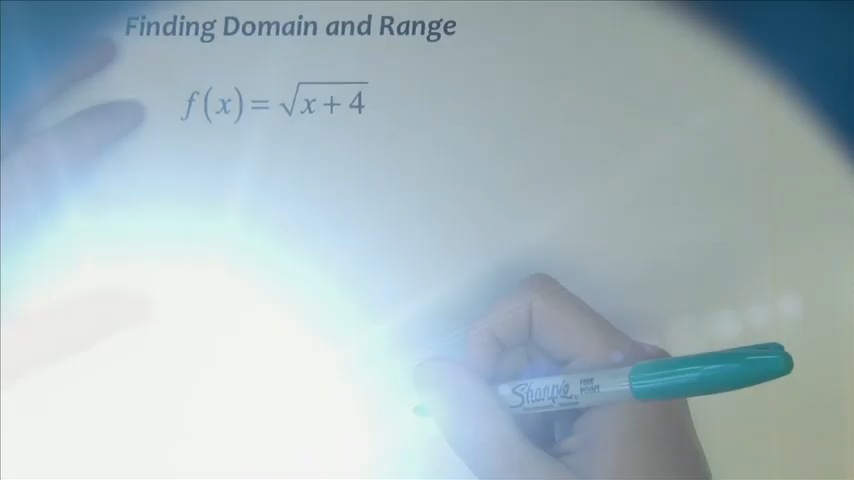 Finding Domain and Range
f(x) = √(x + 4)
Sharpie
FINE
POINT